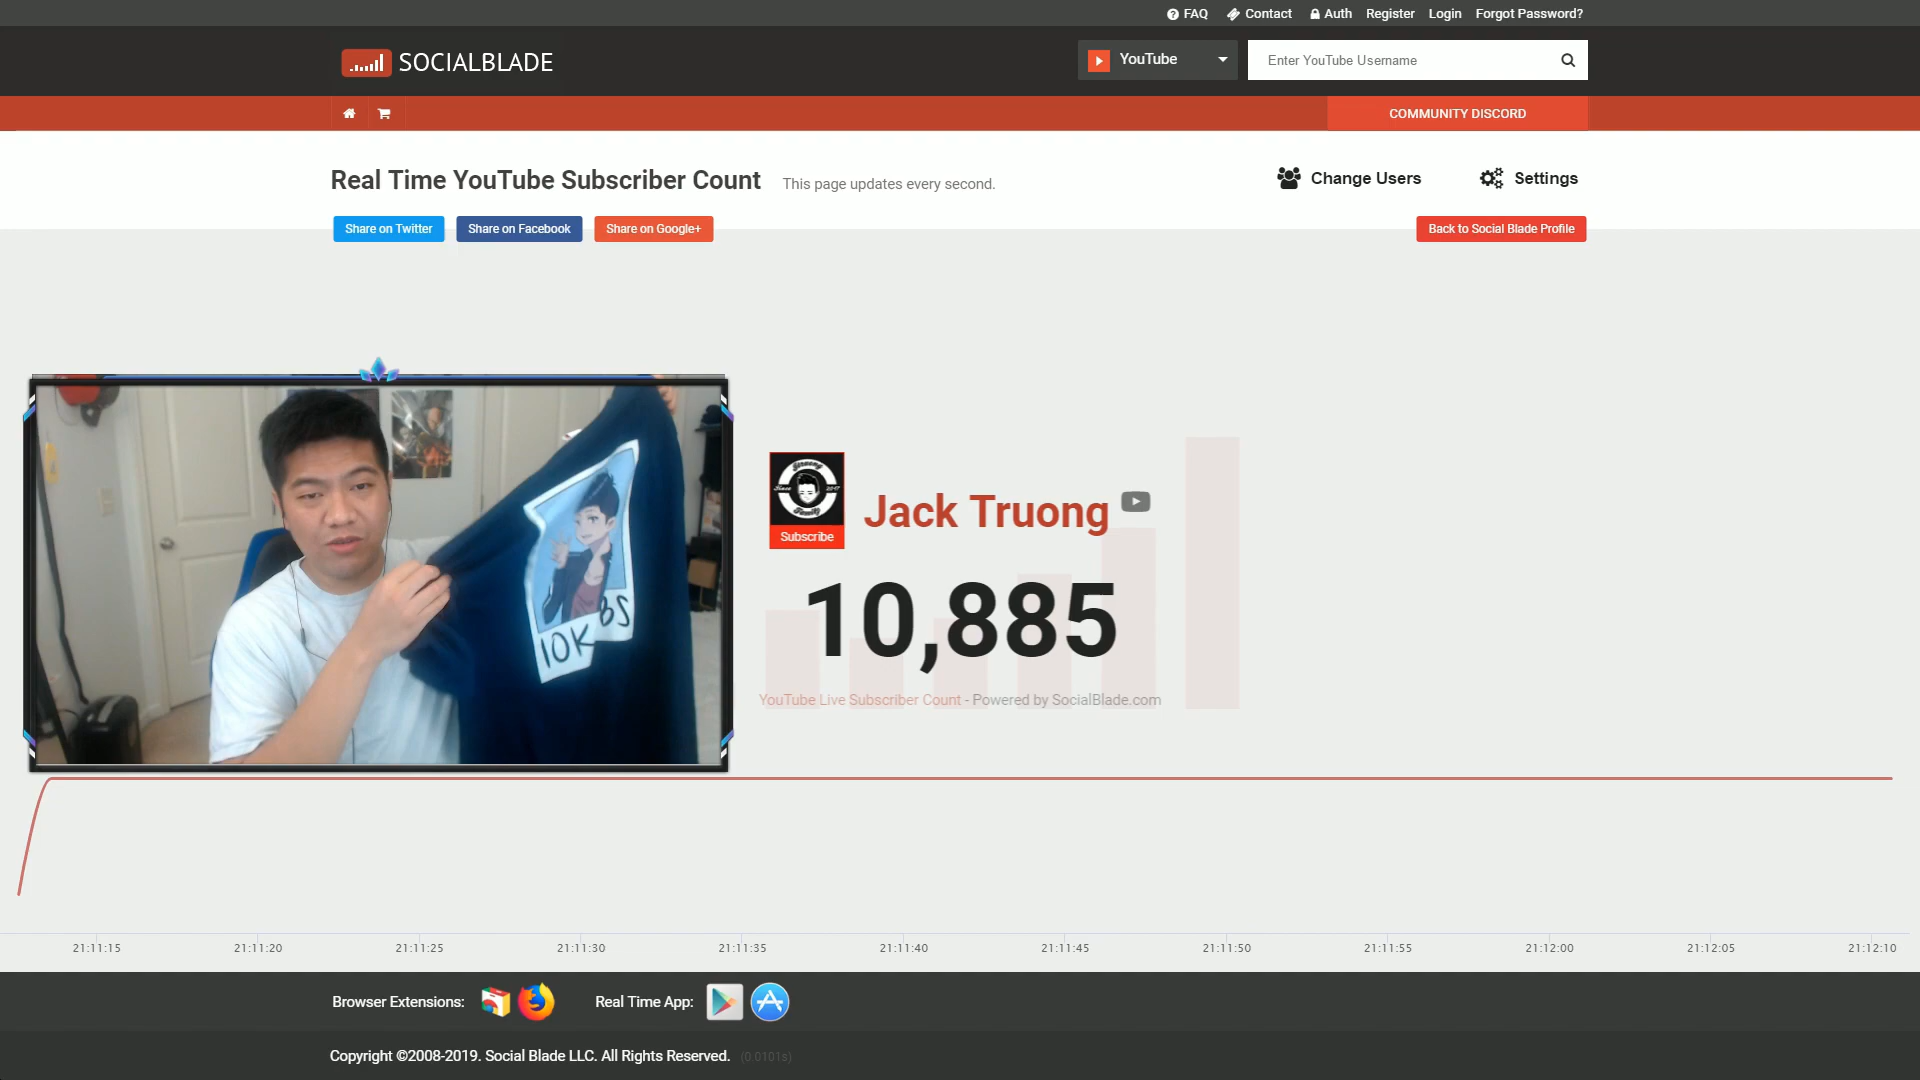 FAQ Contact Auth Register Login Forgot Password?
SOCIALBLADE
YouTube
Enter YouTube Username
COMMUNITY DISCORD
Real Time YouTube Subscriber Count
This page updates every second.
Change Users
Settings
Share on Twitter
Share on Facebook
Share on Google+
Back to Social Blade Profile
Since 2017
Family
Subscribe
Jack Truong
10,885
10K BS
YouTube Live Subscriber Count - Powered by SocialBlade.com
21:11:15 21:11:20 21:11:25 21:11:30 21:11:35 21:11:40 21:11:45 21:11:50 21:11:55 21:12:00 21:12:05 21:12:10
Browser Extensions:
Real Time App:
Copyright ©2008-2019. Social Blade LLC. All Rights Reserved. (0.0101s)